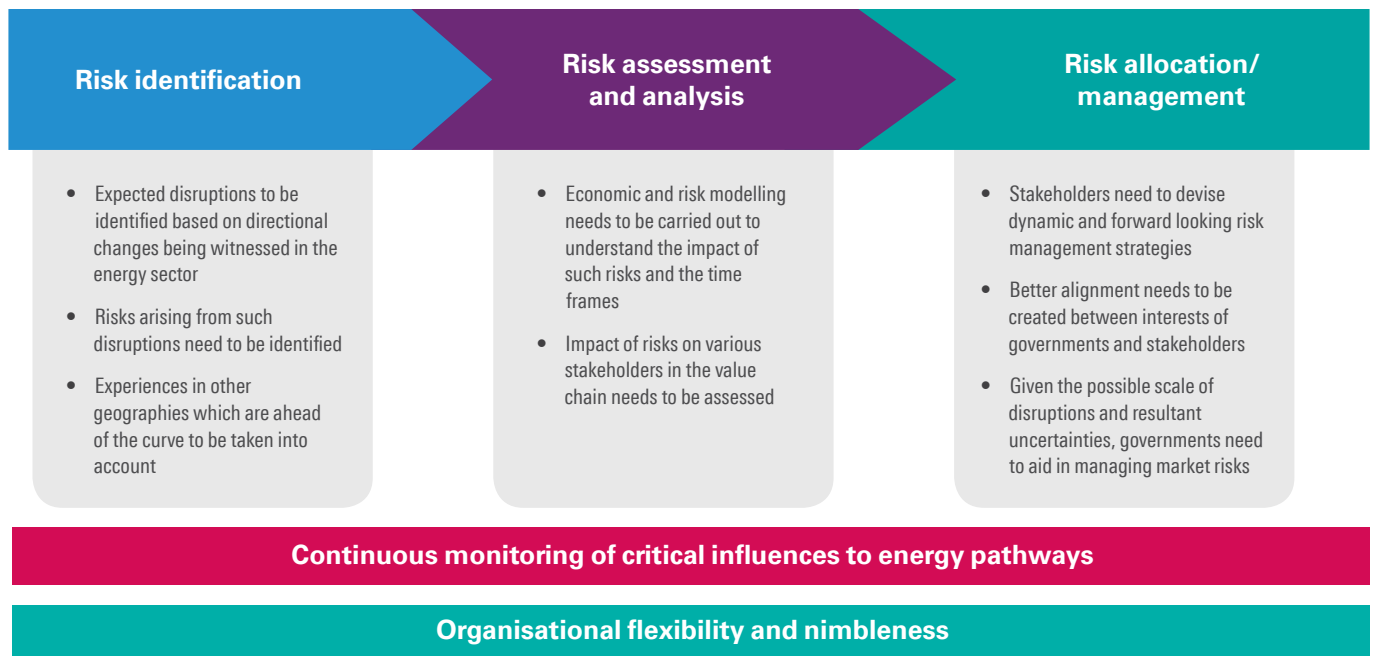 Risk identification
Risk assessment
and analysis
Risk allocation/
management
• Expected disruptions to be
identified based on directional
changes being witnessed in the
energy sector
• Risks arising from such
disruptions need to be identified
• Experiences in other
geographies which are ahead
of the curve to be taken into
account
• Economic and risk modelling
needs to be carried out to
understand the impact of
such risks and the time
frames
• Impact of risks on various
stakeholders in the value
chain needs to be assessed
• Stakeholders need to devise
dynamic and forward looking risk
management strategies
• Better alignment needs to be
created between interests of
governments and stakeholders
• Given the possible scale of
disruptions and resultant
uncertainties, governments need
to aid in managing market risks
Continuous monitoring of critical influences to energy pathways
Organisational flexibility and nimbleness